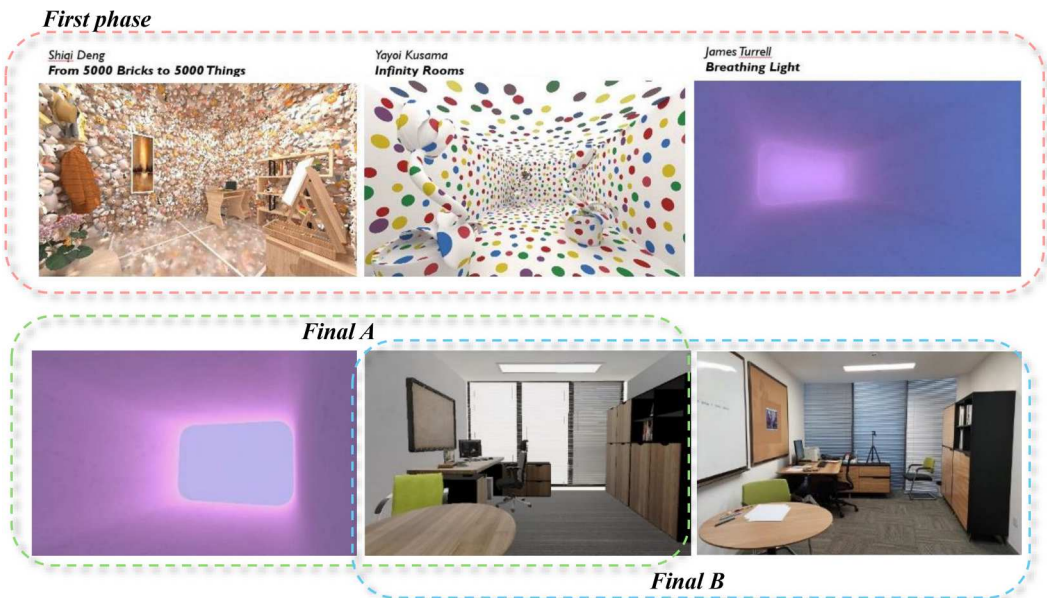 First phase
Shiqi Deng
From 5000 Bricks to 5000 Things
Yayoi Kusama
Infinity Rooms
James Turrell
Breathing Light
Final A
Final B